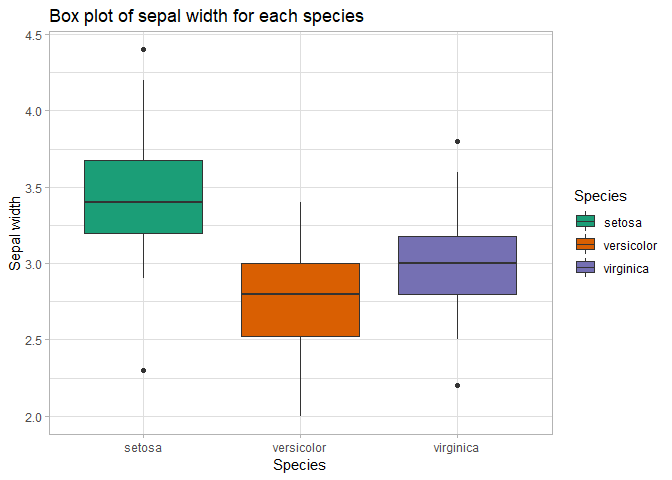 Box plot of sepal width for each species
Sepal width
4.5
4.0
3.5
3.0
2.5
2.0
setosa
versicolor
virginica
Species
Species
setosa
versicolor
virginica